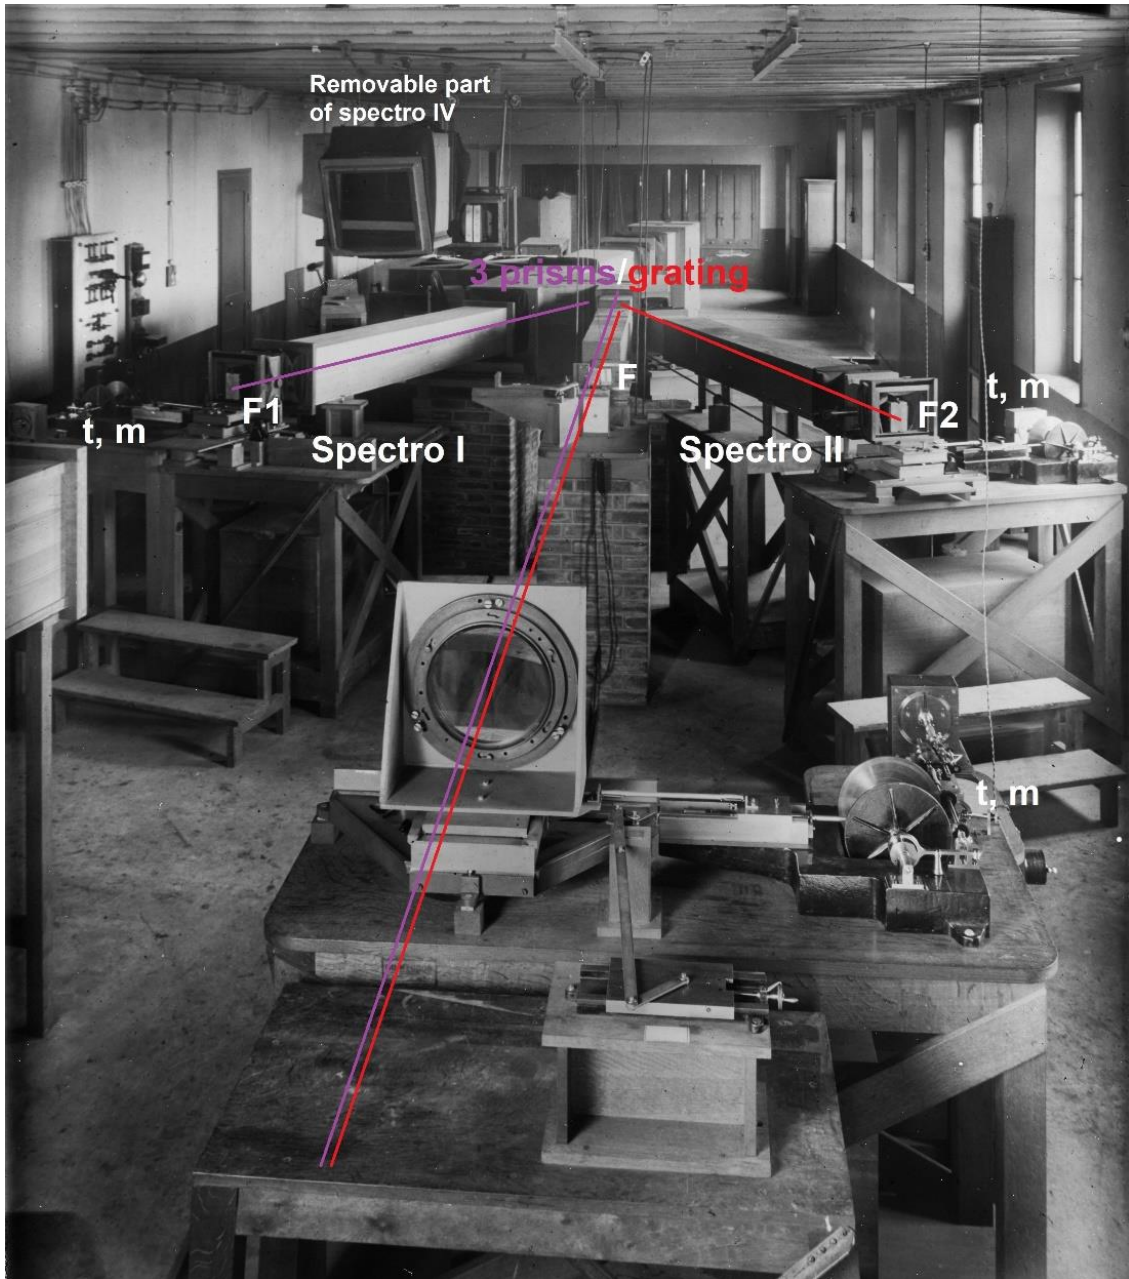 Removable part
of spectro IV
3 prisms/grating
F
F1
t, m
F2
t, m
Spectro I
Spectro II
t, m